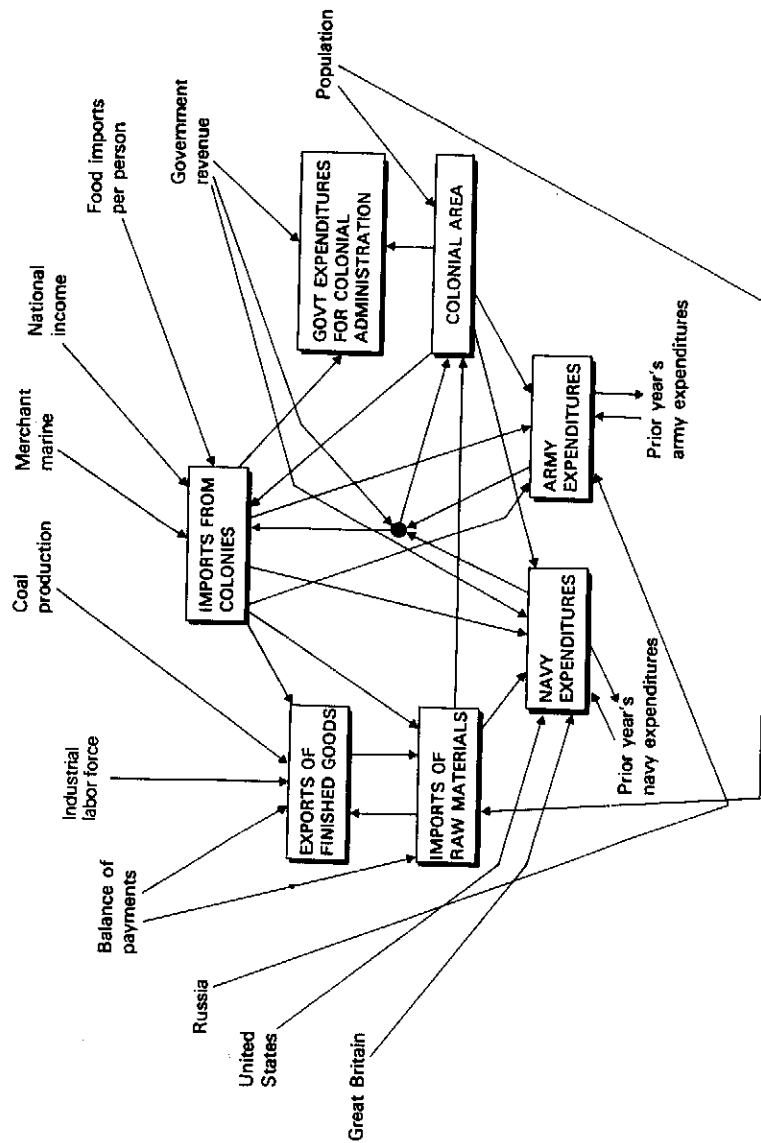 Balance of
payments
Industrial
labor force
Coal
production
Merchant
marine
National
income
Food imports
per person
Government
revenue
Population
Russia
United
States
Great Britain
EXPORTS OF
FINISHED GOODS
IMPORTS FROM
COLONIES
GOVT EXPENDITURES
FOR COLONIAL
ADMINISTRATION
IMPORTS OF
RAW MATERIALS
COLONIAL AREA
NAVY
EXPENDITURES
ARMY
EXPENDITURES
Prior year's
navy expenditures
Prior year's
army expenditures